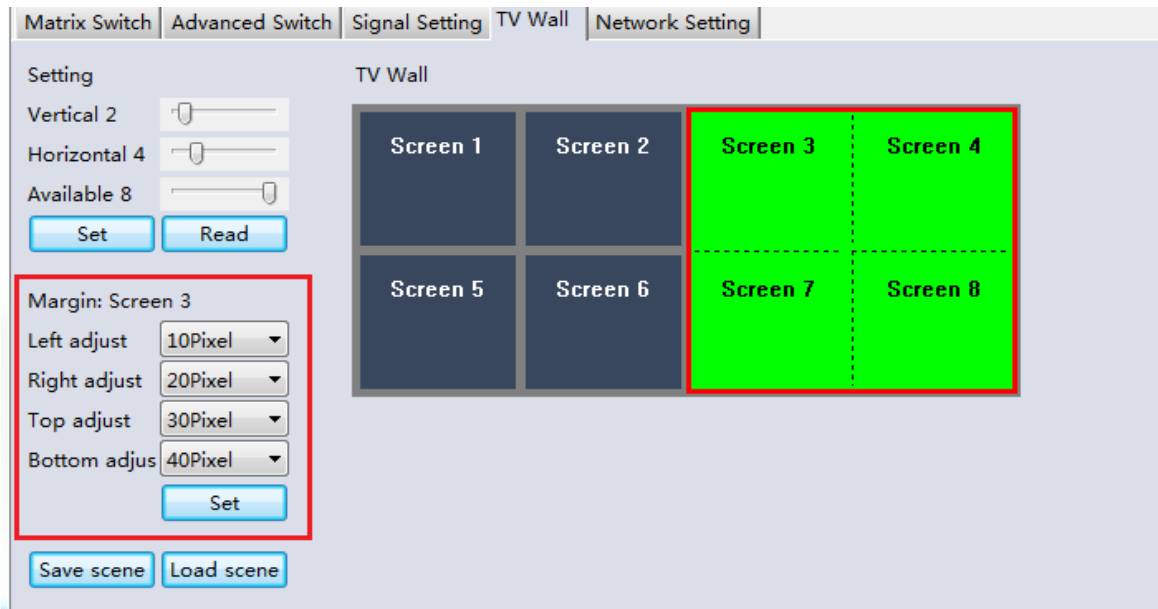 Matrix Switch Advanced Switch Signal Setting TV Wall Network Setting
Setting
Vertical 2
Horizontal 4
Available 8
Set Read
Margin: Screen 3
Left adjust 10Pixel
Right adjust 20Pixel
Top adjust 30Pixel
Bottom adjus 40Pixel
Set
Save scene Load scene
TV Wall
Screen 1 Screen 2 Screen 3 Screen 4
Screen 5 Screen 6 Screen 7 Screen 8